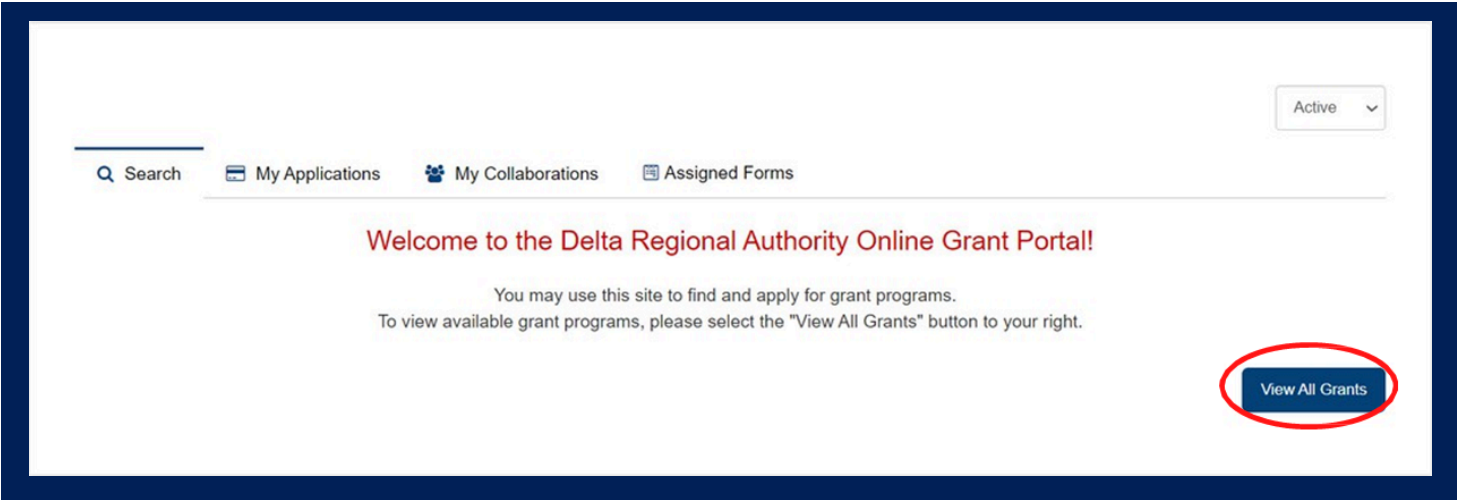 Active
Search My Applications My Collaborations Assigned Forms
Welcome to the Delta Regional Authority Online Grant Portal!
You may use this site to find and apply for grant programs.
To view available grant programs, please select the "View All Grants" button to your right.
View All Grants